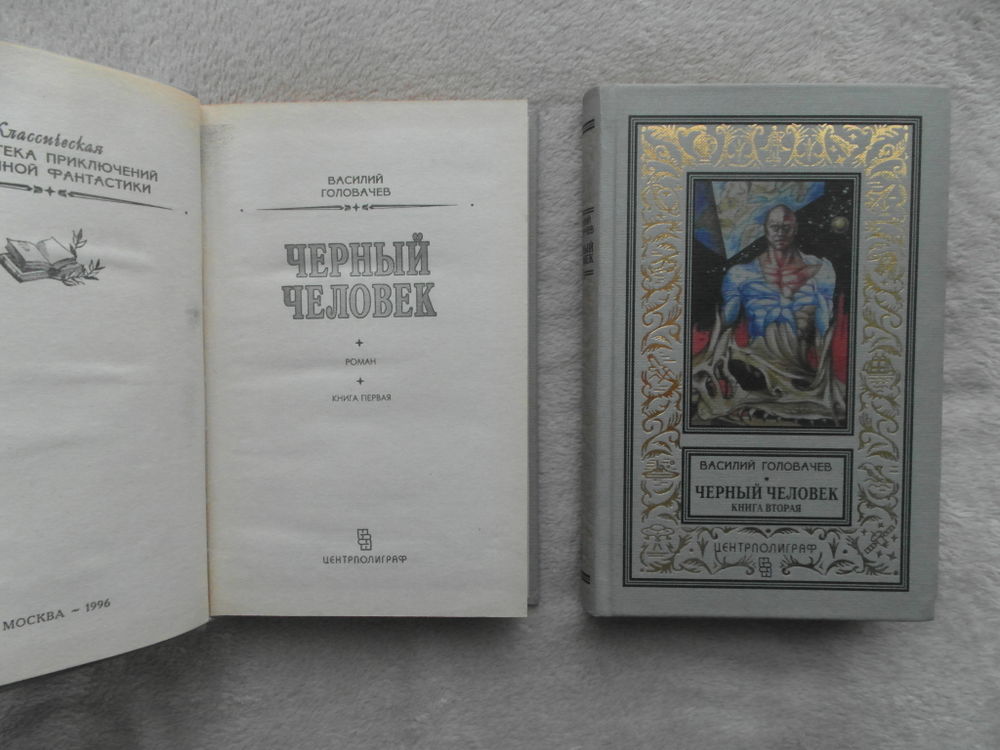 Классическая
ТЕКА ПРИКЛЮЧЕНИЙ
НОЙ ФАНТАСТИКИ
МОСКВА ~ 1996
ВАСИЛИЙ
ГОЛОВАЧЕВ
ЧЕРНЫЙ
ЧЕЛОВЕК
РОМАН
КНИГА ПЕРВАЯ
ЦЕНТРПОЛИГРАФ
ВАСИЛИЙ ГОЛОВАЧЕВ
ЧЕРНЫЙ ЧЕЛОВЕК
КНИГА ВТОРАЯ
ЦЕНТРПОЛИГРАФ